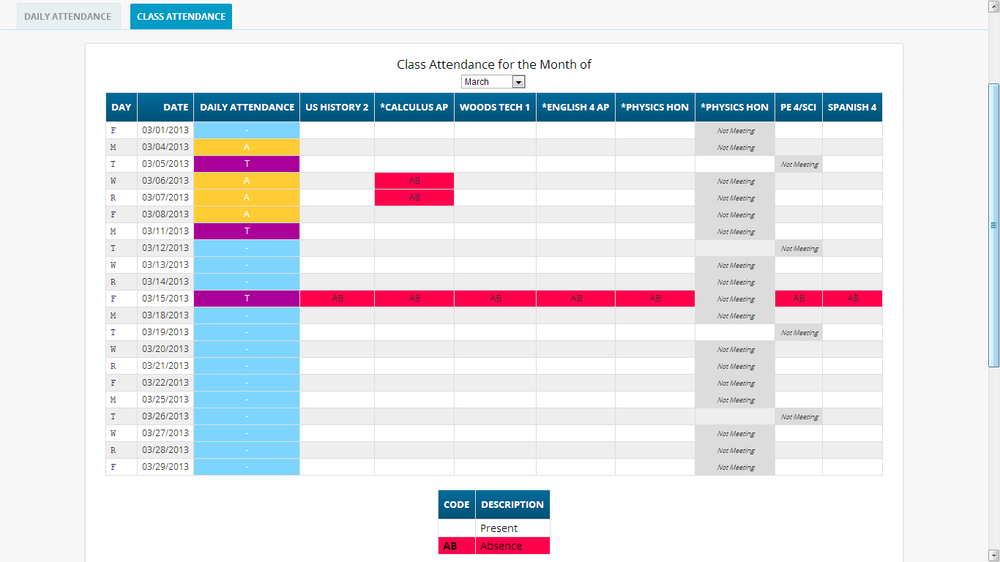 DAILY ATTENDANCE CLASS ATTENDANCE
Class Attendance for the Month of
March
DAY DATE DAILY ATTENDANCE US HISTORY 2 *CALCULUS AP WOODS TECH 1 *ENGLISH 4 AP *PHYSICS HON *PHYSICS HON PE 4/SCI SPANISH 4
F 03/01/2013 - Not Meeting
M 03/04/2013 A Not Meeting
T 03/05/2013 T Not Meeting
W 03/06/2013 A AB Not Meeting
R 03/07/2013 A AB Not Meeting
F 03/08/2013 A Not Meeting
M 03/11/2013 T Not Meeting
T 03/12/2013 - Not Meeting
W 03/13/2013 - Not Meeting
R 03/14/2013 - Not Meeting
F 03/15/2013 T AB AB AB AB AB Not Meeting AB AB
M 03/18/2013 - Not Meeting
T 03/19/2013 - Not Meeting
W 03/20/2013 - Not Meeting
R 03/21/2013 - Not Meeting
F 03/22/2013 - Not Meeting
M 03/25/2013 - Not Meeting
T 03/26/2013 - Not Meeting
W 03/27/2013 - Not Meeting
R 03/28/2013 - Not Meeting
F 03/29/2013 - Not Meeting
CODE DESCRIPTION
Present
AB Absence